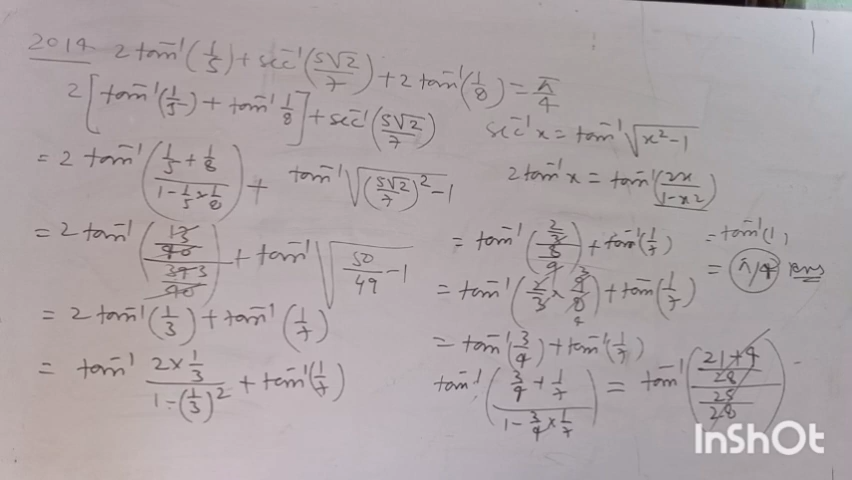 2014 2 tan⁻¹(1/5) + sec⁻¹(5√2/7) + 2 tan⁻¹(1/8) = π/4
2[tan⁻¹(1/5) + tan⁻¹ 1/8] + sec⁻¹(5√2/7)
= 2 tan⁻¹((1/5 + 1/8)/(1 - 1/5 × 1/8)) + tan⁻¹√((5√2/7)² - 1)
= 2 tan⁻¹((13/40)/(39/40)) + tan⁻¹√(50/49 - 1)
= 2 tan⁻¹(1/3) + tan⁻¹(1/7)
= tan⁻¹ (2 × 1/3)/(1 - (1/3)²) + tan⁻¹(1/7)
sec⁻¹x = tan⁻¹√(x² - 1)
2 tan⁻¹x = tan⁻¹(2x/(1 - x²))
= tan⁻¹((2/3)/(8/9)) + tan⁻¹(1/7)
= tan⁻¹(2/3 × 9/8) + tan⁻¹(1/7)
= tan⁻¹(3/4) + tan⁻¹(1/7)
tan⁻¹((3/4 + 1/7)/(1 - 3/4 × 1/7)) = tan⁻¹(((21+4)/28)/(25/28))
= tan⁻¹(1)
= π/4 ans
InShOt